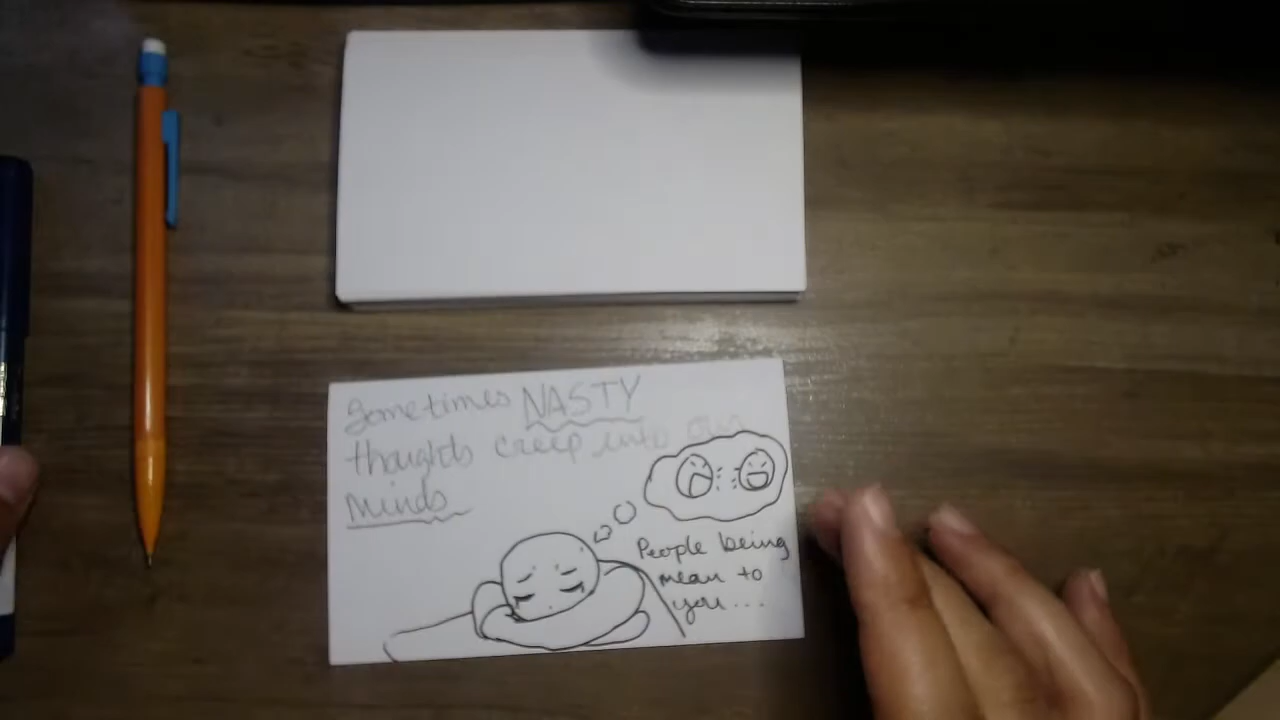 Sometimes NASTY
thoughts creep into our
minds
People being
mean to
you...